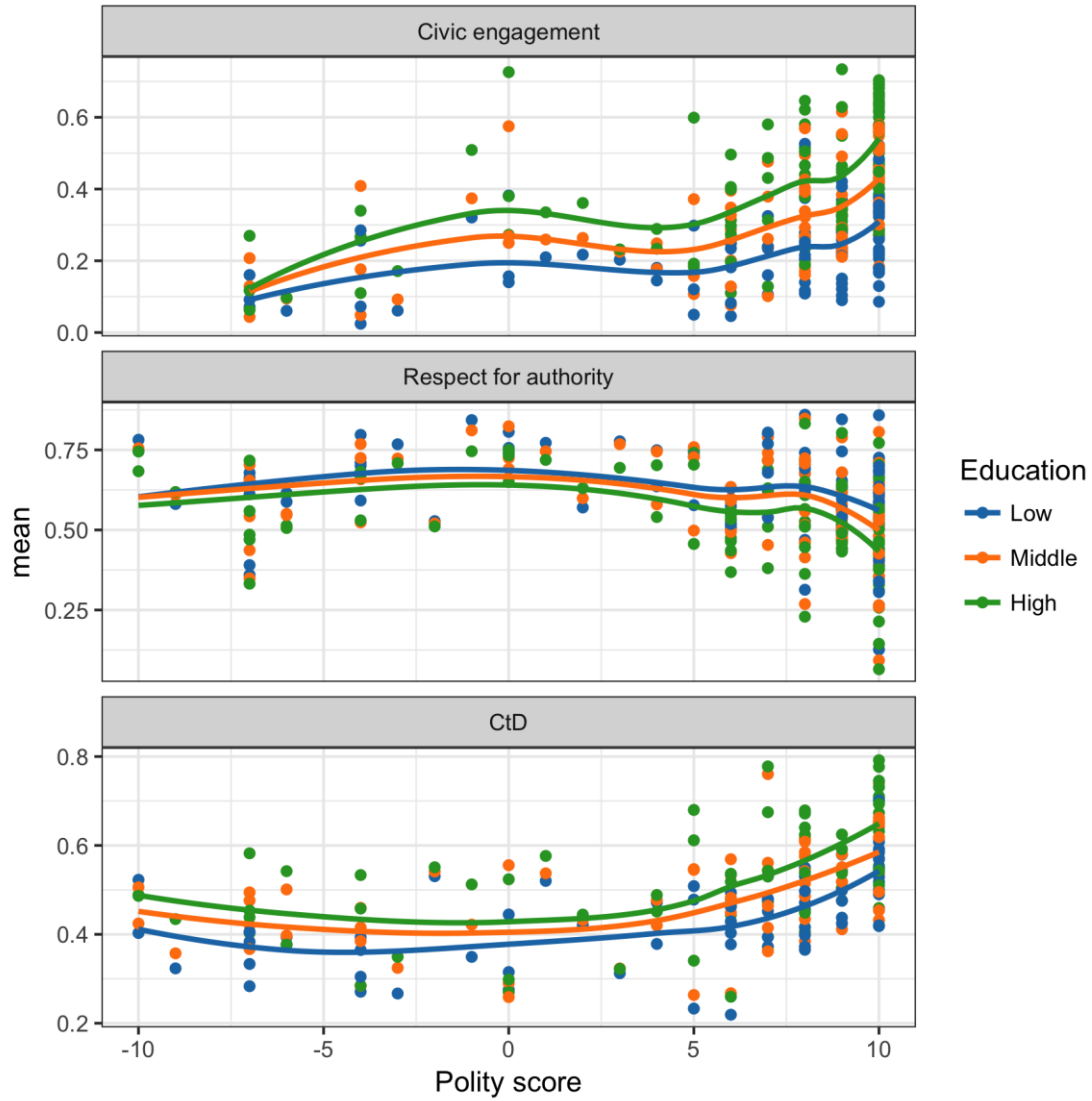 Civic engagement
0.6
0.4
0.2
0.0
Respect for authority
0.75
0.50
0.25
CtD
0.8
0.6
0.4
0.2
-10
-5
0
5
10
Polity score
mean
Education
Low
Middle
High